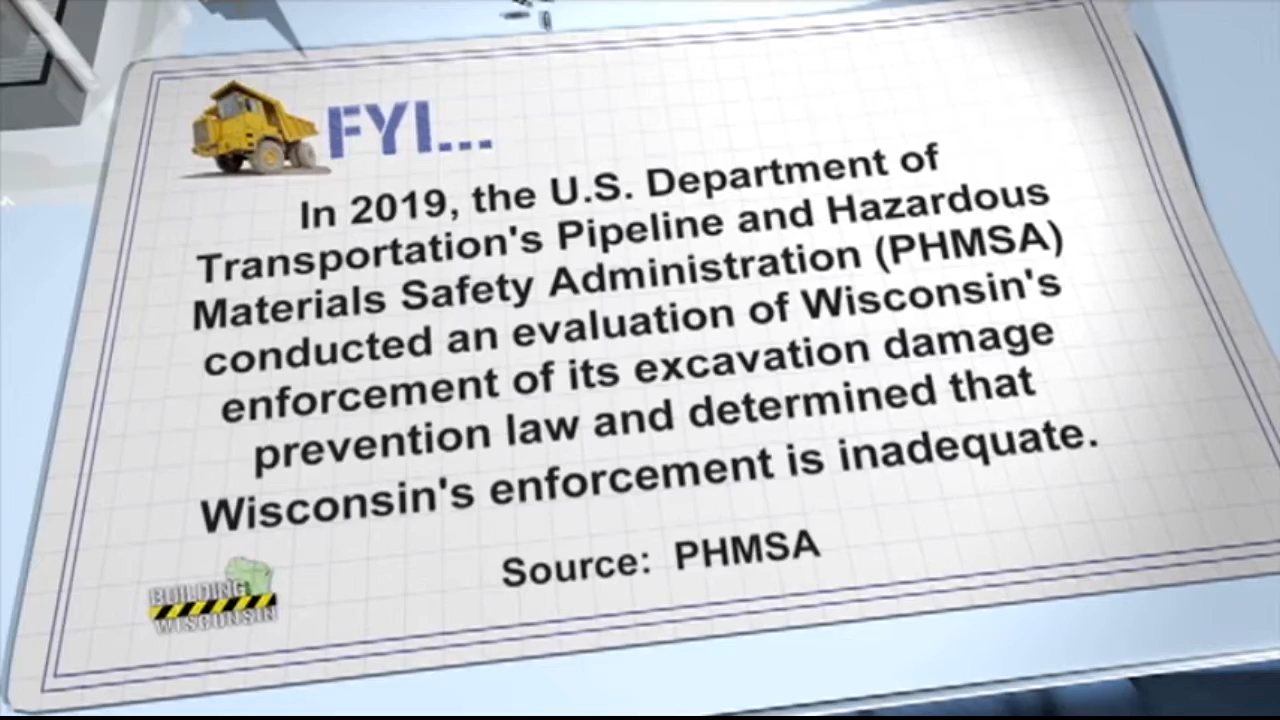 FYI...
In 2019, the U.S. Department of
Transportation's Pipeline and Hazardous
Materials Safety Administration (PHMSA)
conducted an evaluation of Wisconsin's
enforcement of its excavation damage
prevention law and determined that
Wisconsin's enforcement is inadequate.
Source: PHMSA
BUILDING
WISCONSIN